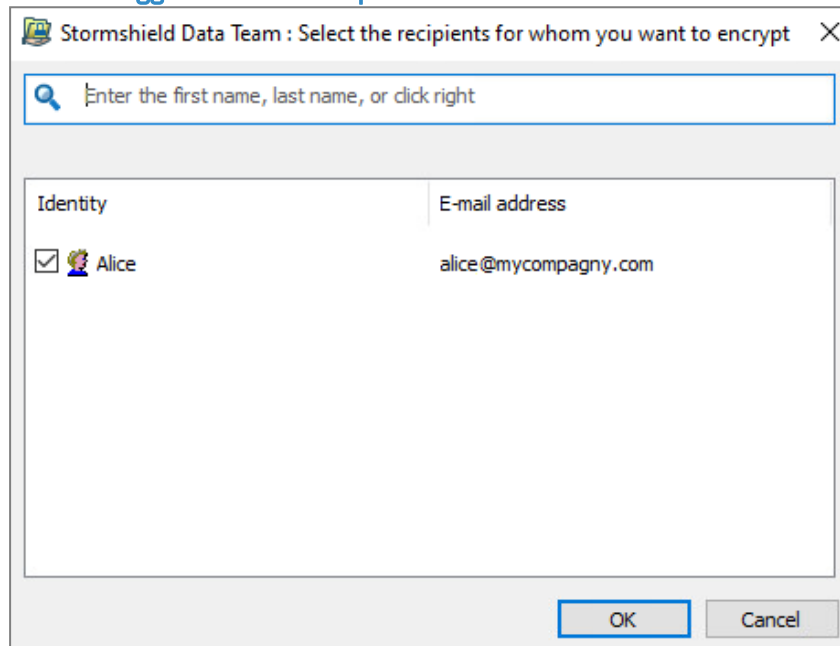 Stormshield Data Team : Select the recipients for whom you want to encrypt
Enter the first name, last name, or click right
Identity E-mail address
Alice alice@mycompagny.com
OK Cancel